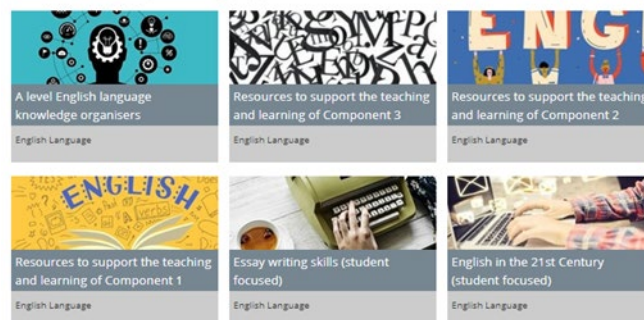 ENG
A level English language
knowledge organisers
English Language
Resources to support the teaching
and learning of Component 3
English Language
Resources to support the teaching
and learning of Component 2
English Language
ENGLISH
Resources to support the teaching
and learning of Component 1
English Language
Essay writing skills (student
focused)
English Language
English in the 21st Century
(student focused)
English Language